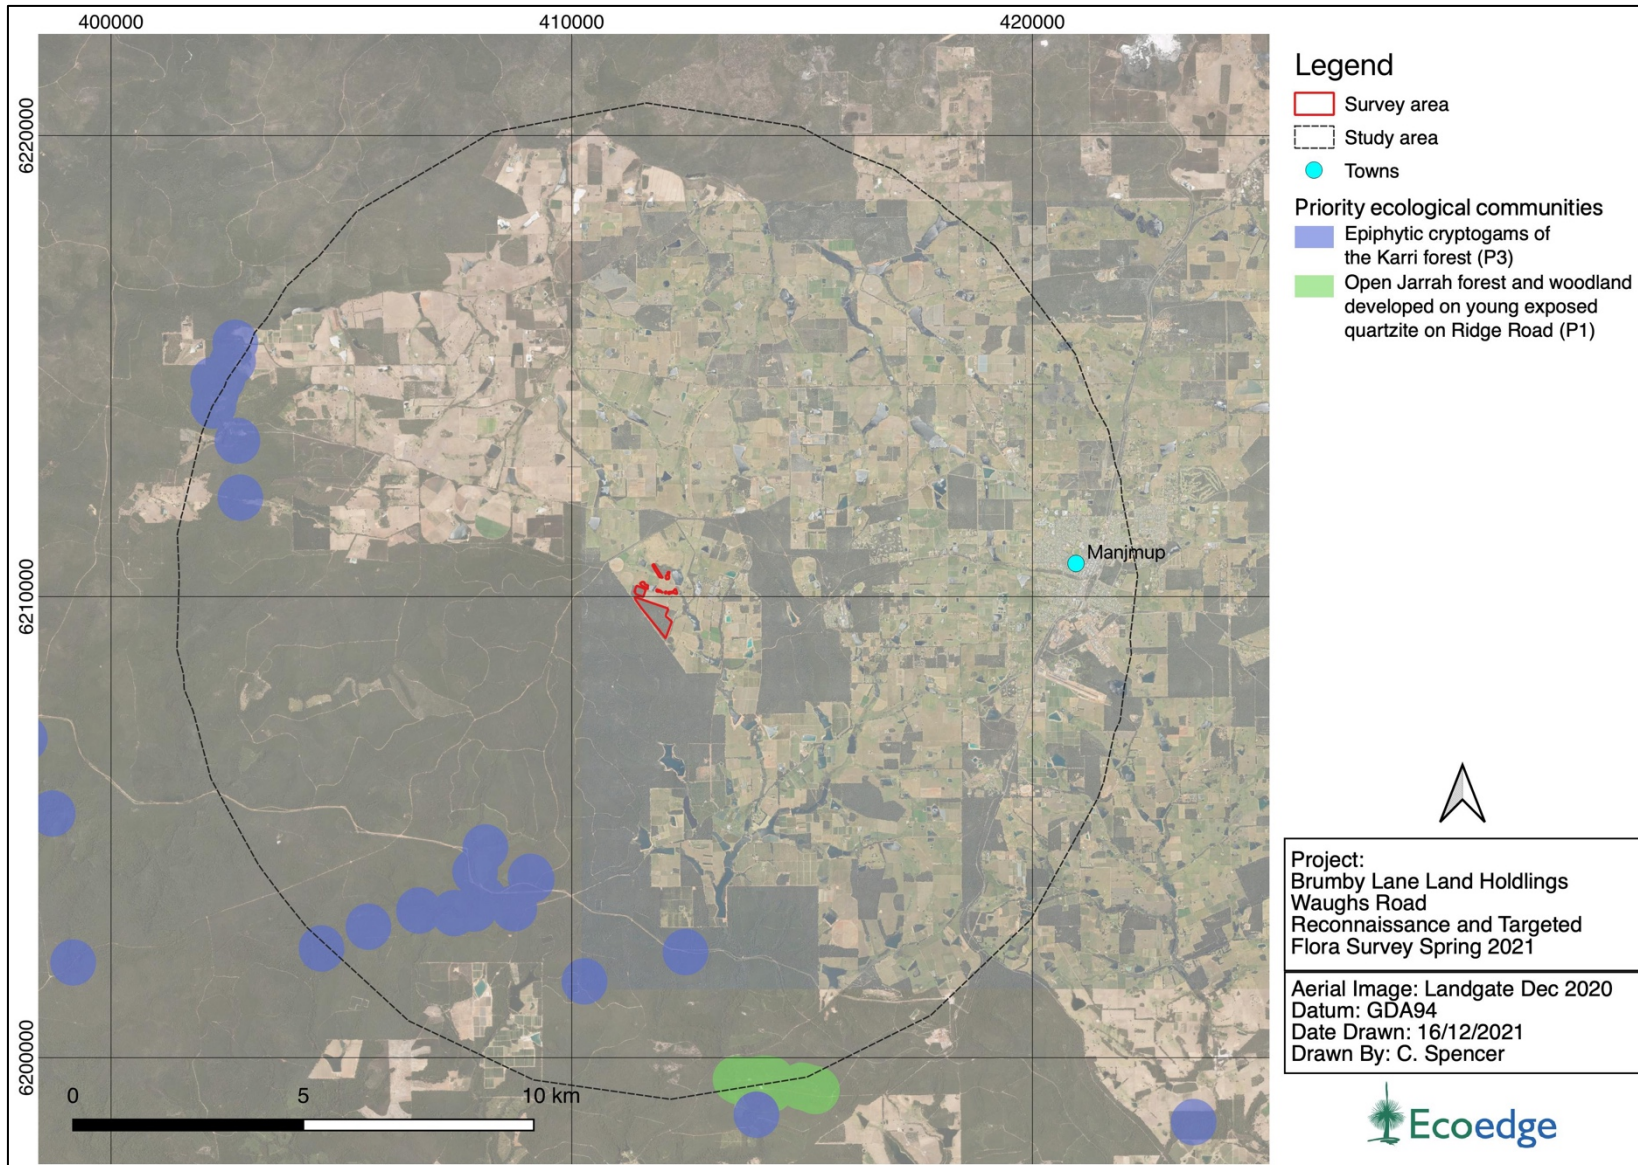 400000
410000
420000
6220000
6210000
6200000
Manjmup
0
5
10 km
Legend
Survey area
Study area
Towns
Priority ecological communities
Epiphytic cryptogams of
the Karri forest (P3)
Open Jarrah forest and woodland
developed on young exposed
quartzite on Ridge Road (P1)
Project:
Brumby Lane Land Holdlings
Waughs Road
Reconnaissance and Targeted
Flora Survey Spring 2021
Aerial Image: Landgate Dec 2020
Datum: GDA94
Date Drawn: 16/12/2021
Drawn By: C. Spencer
Ecoedge